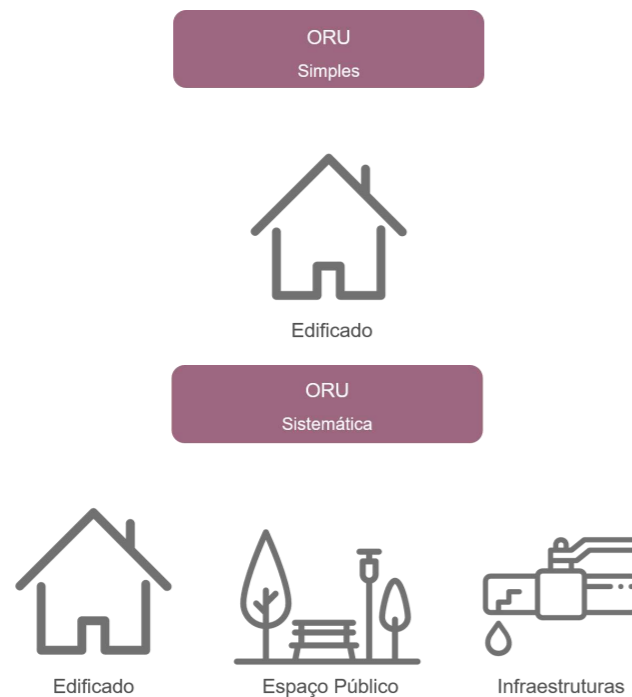 ORU
Simples
Edificado
ORU
Sistemática
Edificado
Espaço Público
Infraestruturas